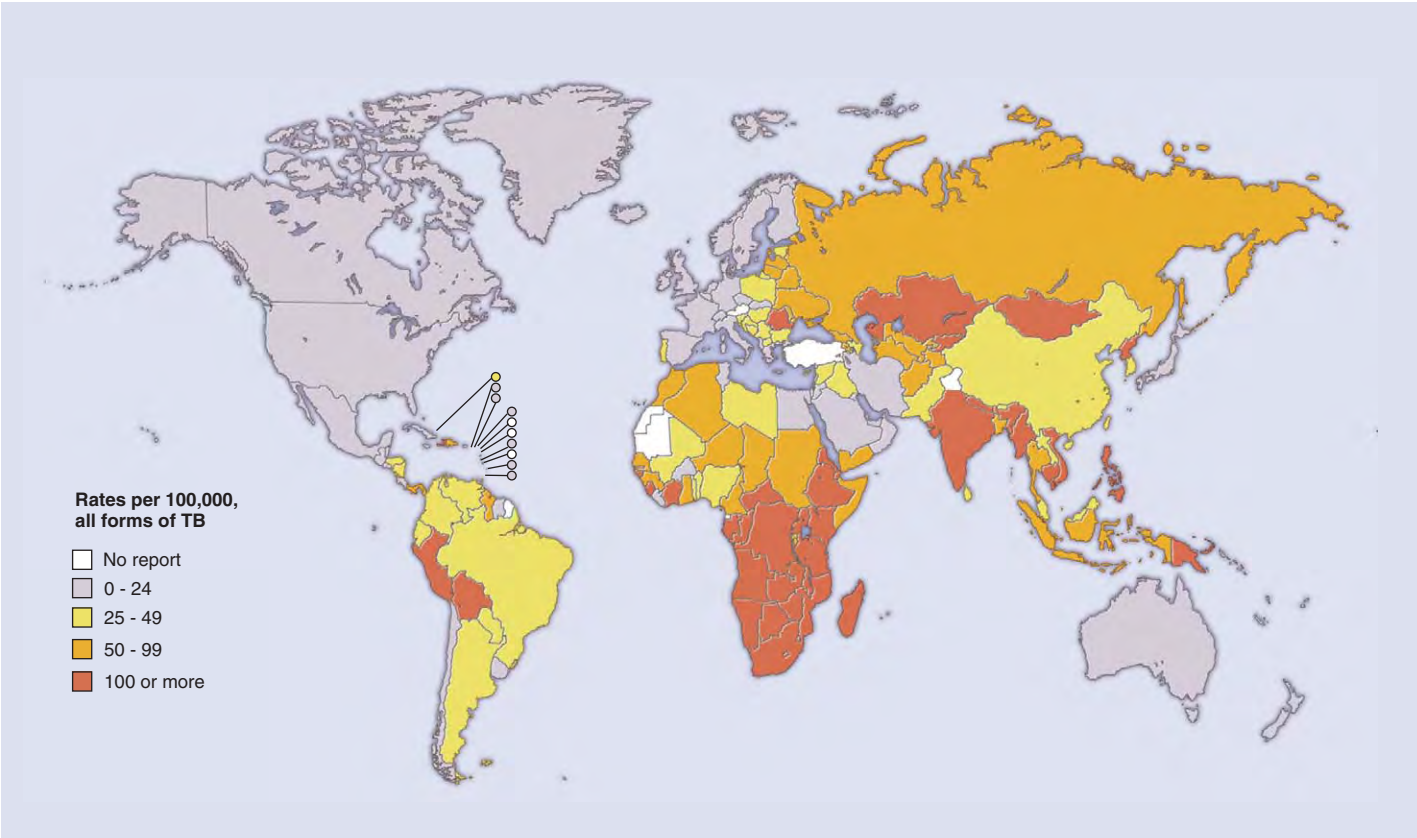 Rates per 100,000,
all forms of TB
No report
0 - 24
25 - 49
50 - 99
100 or more